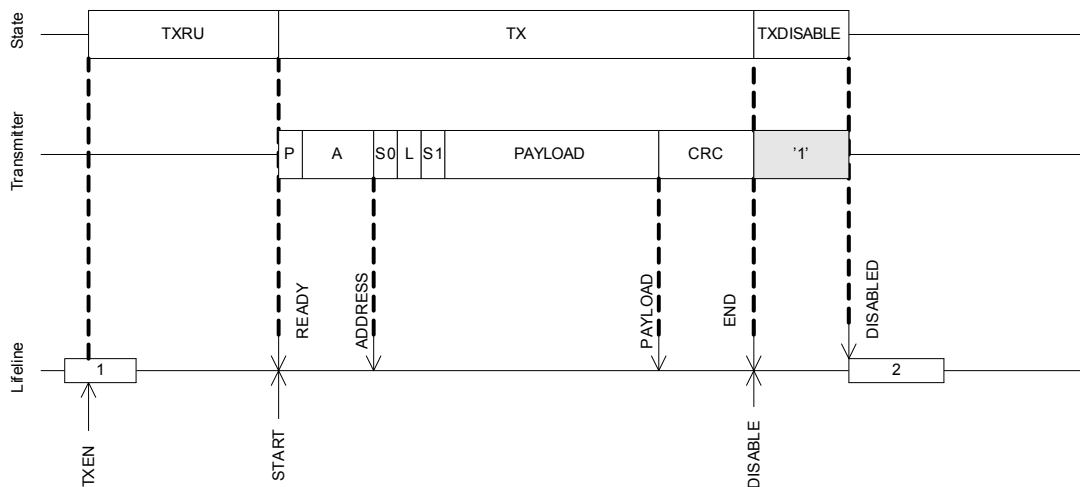 State
TXRU
TX
TXDISABLE
Transmitter
P
A
S0
L
S1
PAYLOAD
CRC
'1'
READY
ADDRESS
PAYLOAD
END
DISABLED
Lifeline
1
2
TXEN
START
DISABLE